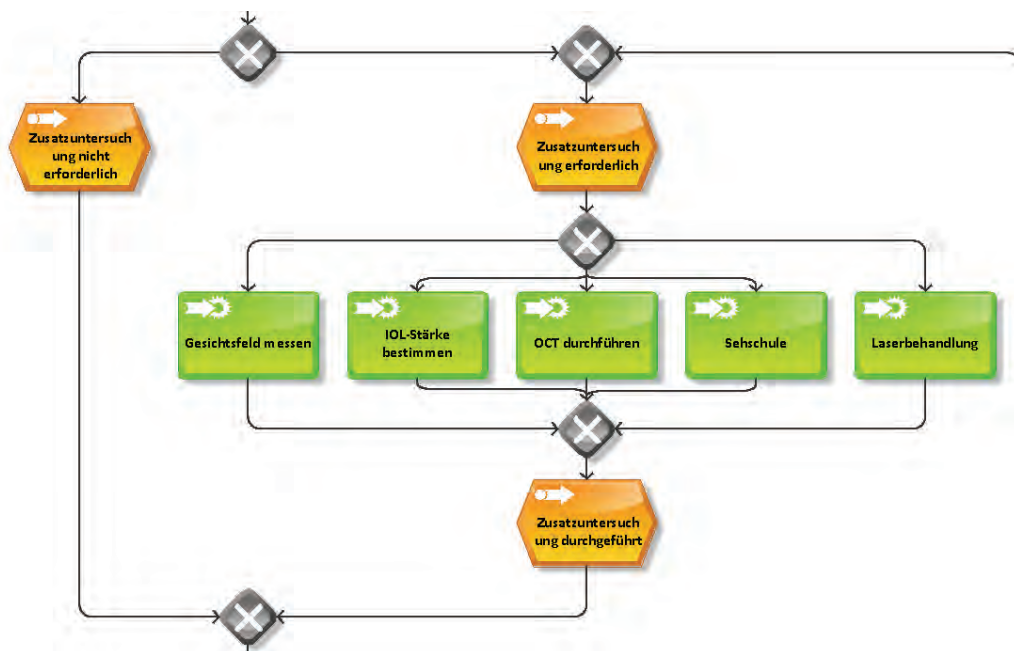 Zusatzuntersuch
ung nicht
erforderlich
Zusatzuntersuch
ung erforderlich
Gesichtsfeld messen
IOL-Stärke
bestimmen
OCT durchführen
Sehschule
Laserbehandlung
Zusatzuntersuch
ung durchgeführt